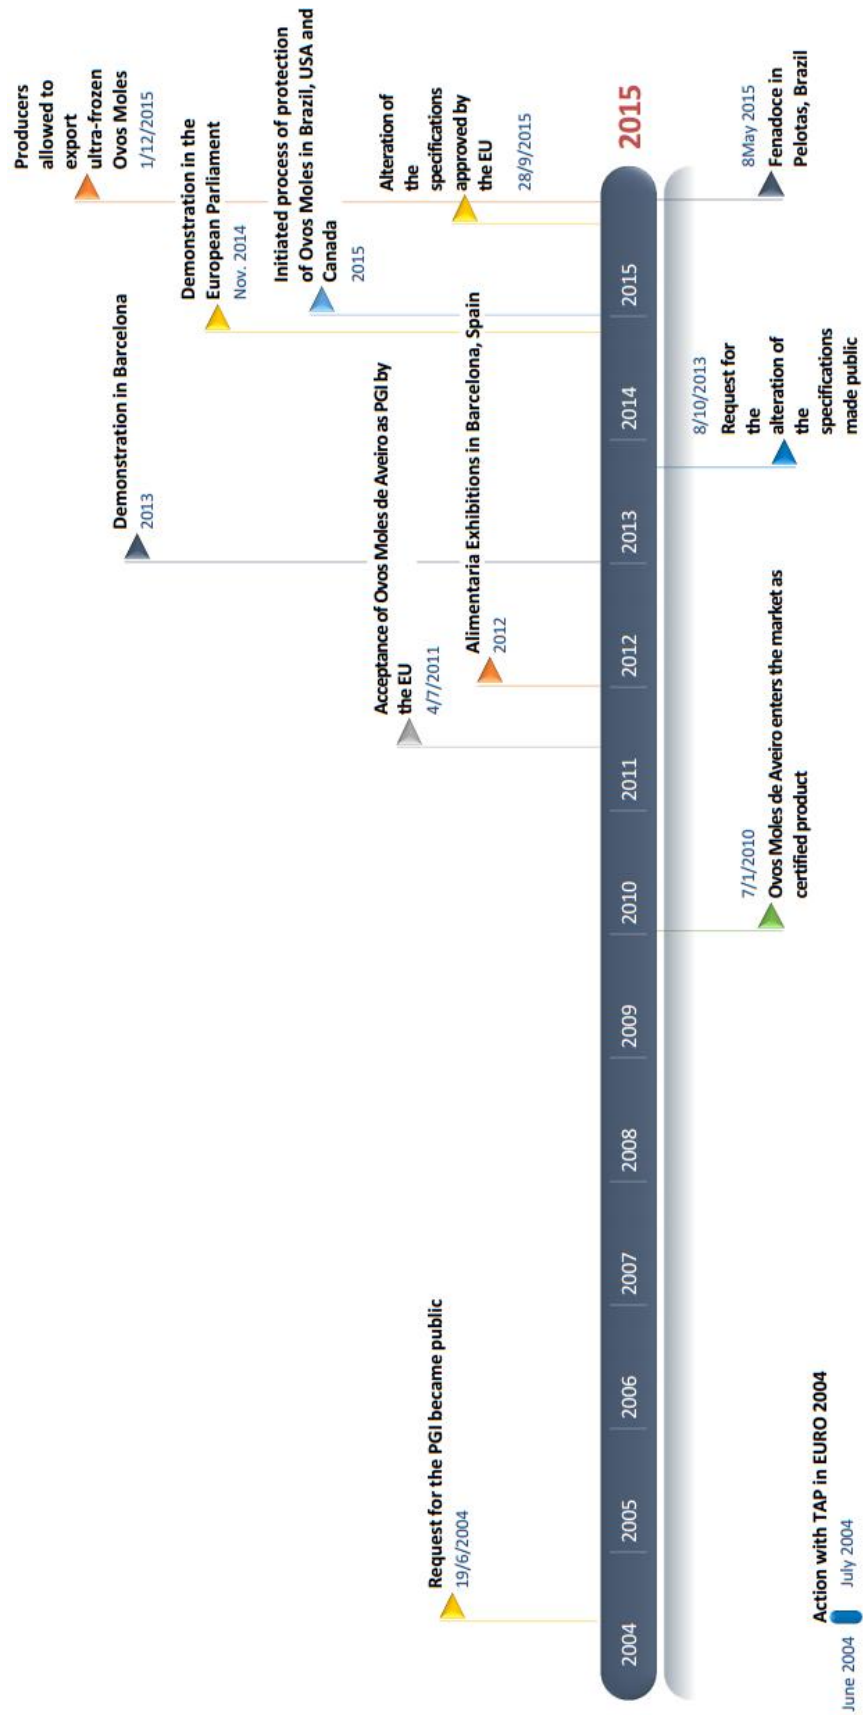 Producers
allowed to
export
ultra-frozen
Ovos Moles
1/12/2015
Demonstration in Barcelona
2013
Demonstration in the
European Parliament
Nov. 2014
Initiated process of protection
of Ovos Moles in Brazil, USA and
Canada
2015
Acceptance of Ovos Moles de Aveiro as PGI by
the EU
4/7/2011
Alteration of
the
specifications
approved by
the EU
28/9/2015
Request for the PGI became public
19/6/2004
Alimentaria Exhibitions in Barcelona, Spain
2012
2004
2005
2006
2007
2008
2009
2010
2011
2012
2013
2014
2015
2015
8/10/2013
Request for
the
alteration of
the
specifications
made public
7/1/2010
Ovos Moles de Aveiro enters the market as
certified product
8May 2015
Fenadoce in
Pelotas, Brazil
Action with TAP in EURO 2004
June 2004
July 2004